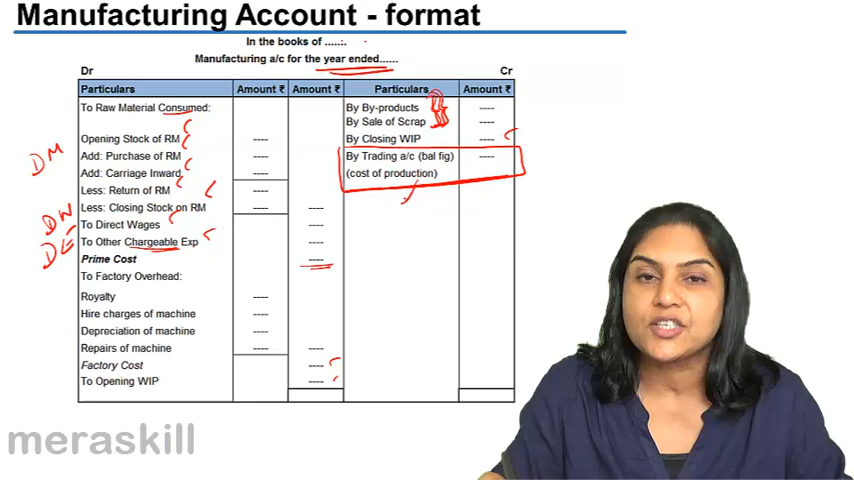 Manufacturing Account - format
In the books of .....:.
Manufacturing a/c for the year ended......
Dr Cr
Particulars Amount ₹ Amount ₹ Particulars Amount ₹
To Raw Material Consumed: By By-products ----
By Sale of Scrap ----
Opening Stock of RM ---- By Closing WIP ----
Add: Purchase of RM ---- By Trading a/c (bal fig) ----
Add: Carriage Inward ---- (cost of production)
Less: Return of RM ----
Less: Closing Stock on RM ---- ----
To Direct Wages ----
To Other Chargeable Exp ----
Prime Cost ----
To Factory Overhead:
Royalty ----
Hire charges of machine ----
Depreciation of machine ----
Repairs of machine ---- ----
Factory Cost ----
To Opening WIP ----
DM
DW
DE
meraskill